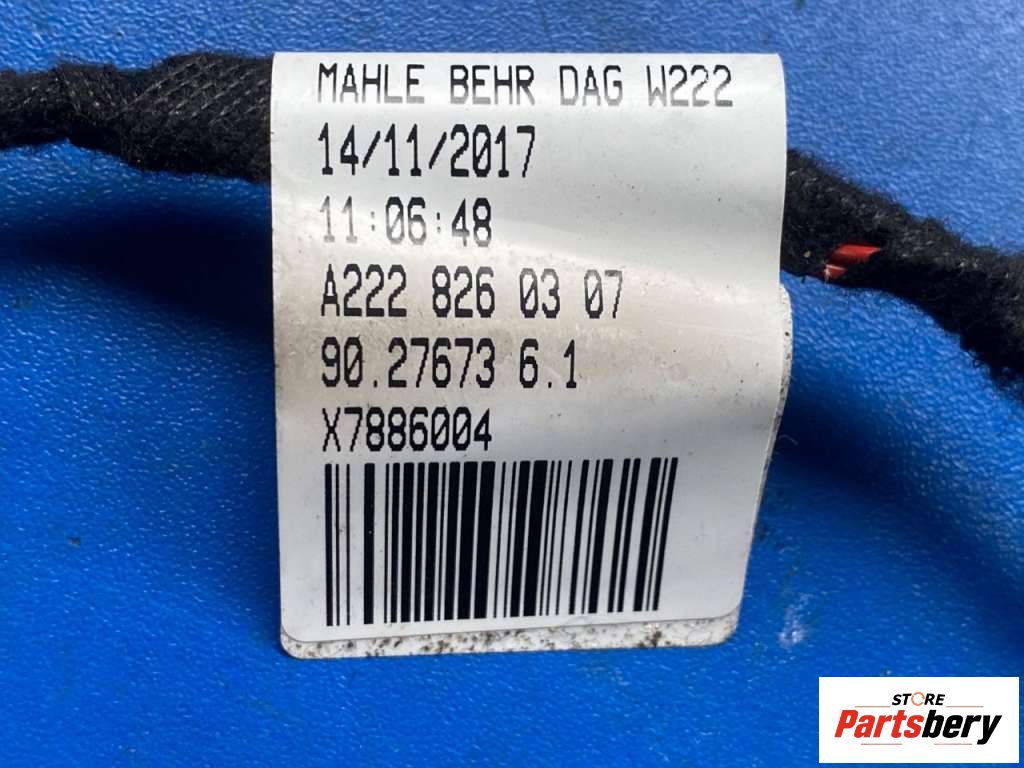 MAHLE BEHR DAG W222
14/11/2017
11:06:48
A222 826 03 07
90.27673 6.1
X7886004
STORE
Partsbery